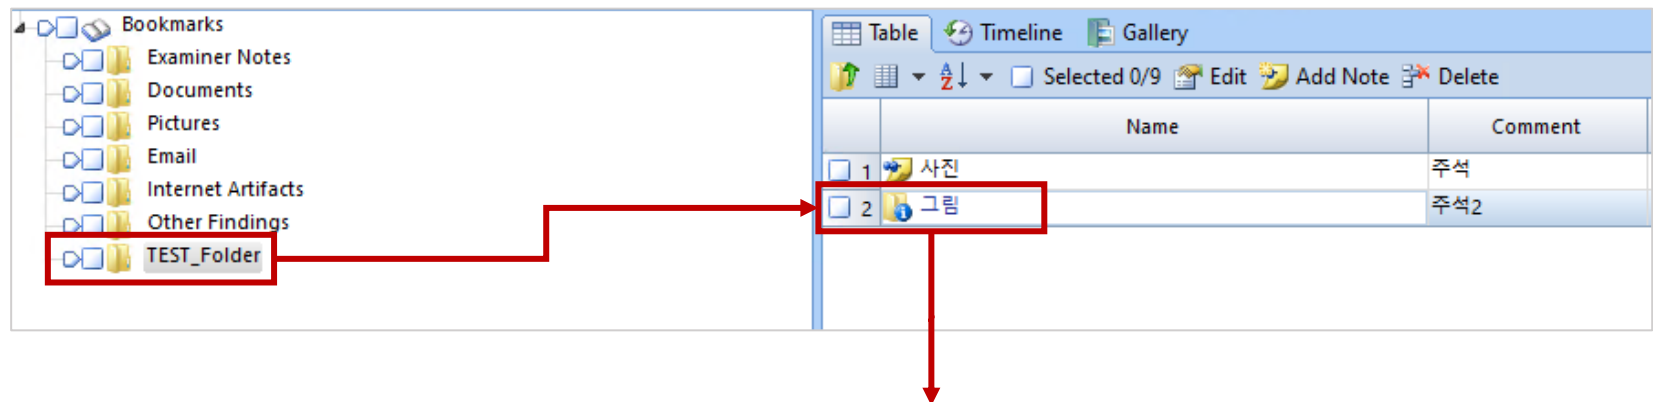 Bookmarks
Examiner Notes
Documents
Pictures
Email
Internet Artifacts
Other Findings
TEST_Folder
Table Timeline Gallery
Selected 0/9 Edit Add Note Delete
Name Comment
1 사진 주석
2 그림 주석2